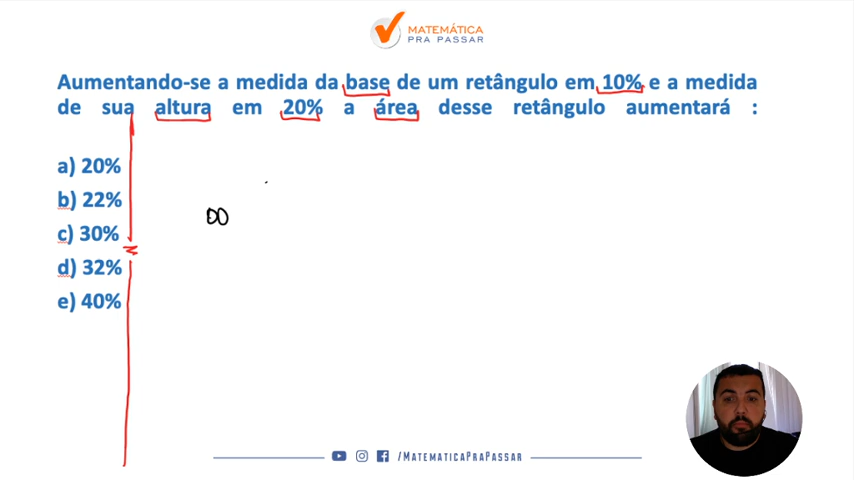 MATEMÁTICA
PRA PASSAR
Aumentando-se a medida da base de um retângulo em 10% e a medida
de sua altura em 20% a área desse retângulo aumentará :
a) 20%
b) 22%
c) 30%
d) 32%
e) 40%
/MATEMATICAPRAPASSAR